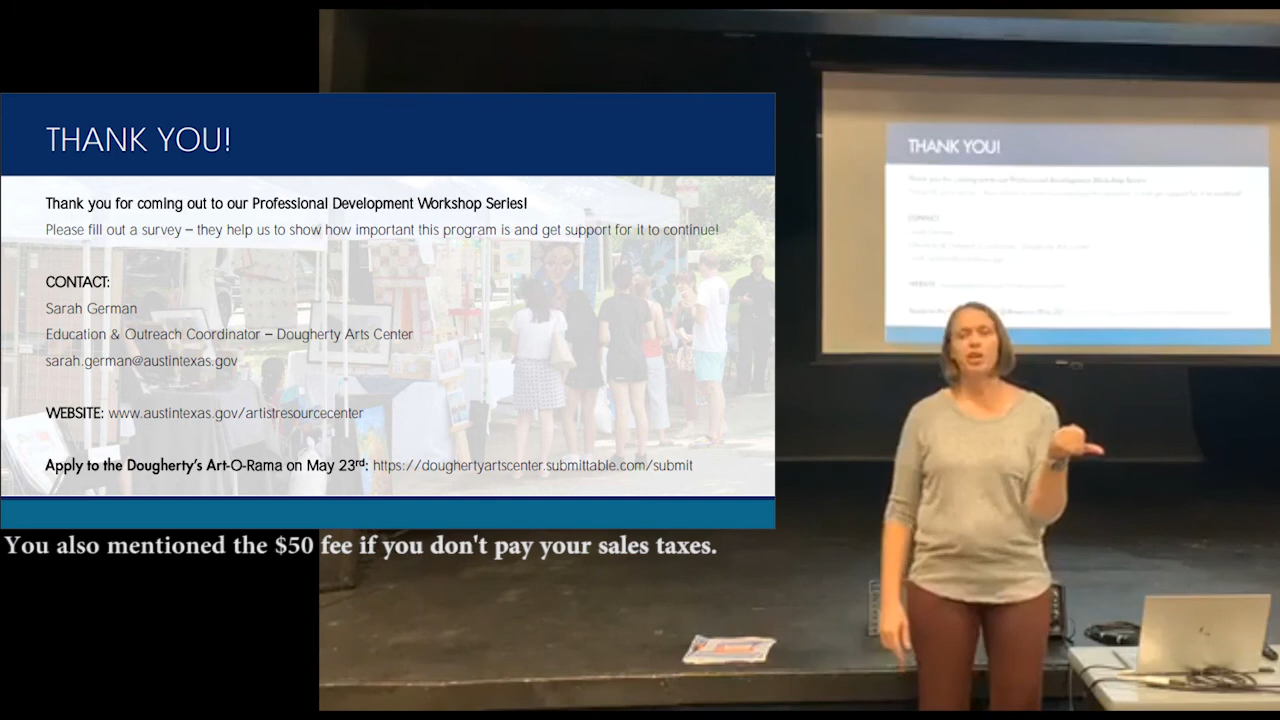 THANK YOU!
Thank you for coming out to our Professional Development Workshop Series!
Please fill out a survey – they help us to show how important this program is and get support for it to continue!
CONTACT:
Sarah German
Education & Outreach Coordinator – Dougherty Arts Center
sarah.german@austintexas.gov
WEBSITE: www.austintexas.gov/artistresourcecenter
Apply to the Dougherty's Art-O-Rama on May 23rd: https://doughertyartscenter.submittable.com/submit
You also mentioned the $50 fee if you don't pay your sales taxes.
THANK YOU!